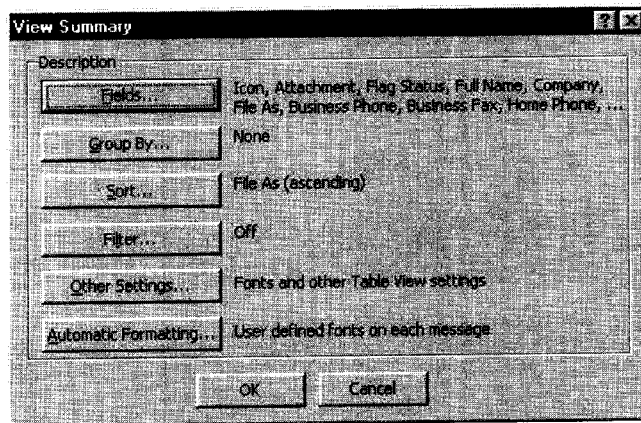 View Summary
Description
Fields...
Icon, Attachment, Flag Status, Full Name, Company,
File As, Business Phone, Business Fax, Home Phone, ...
Group By...
None
Sort...
File As (ascending)
Filter...
Off
Other Settings...
Fonts and other Table View settings
Automatic Formatting...
User defined fonts on each message
OK
Cancel